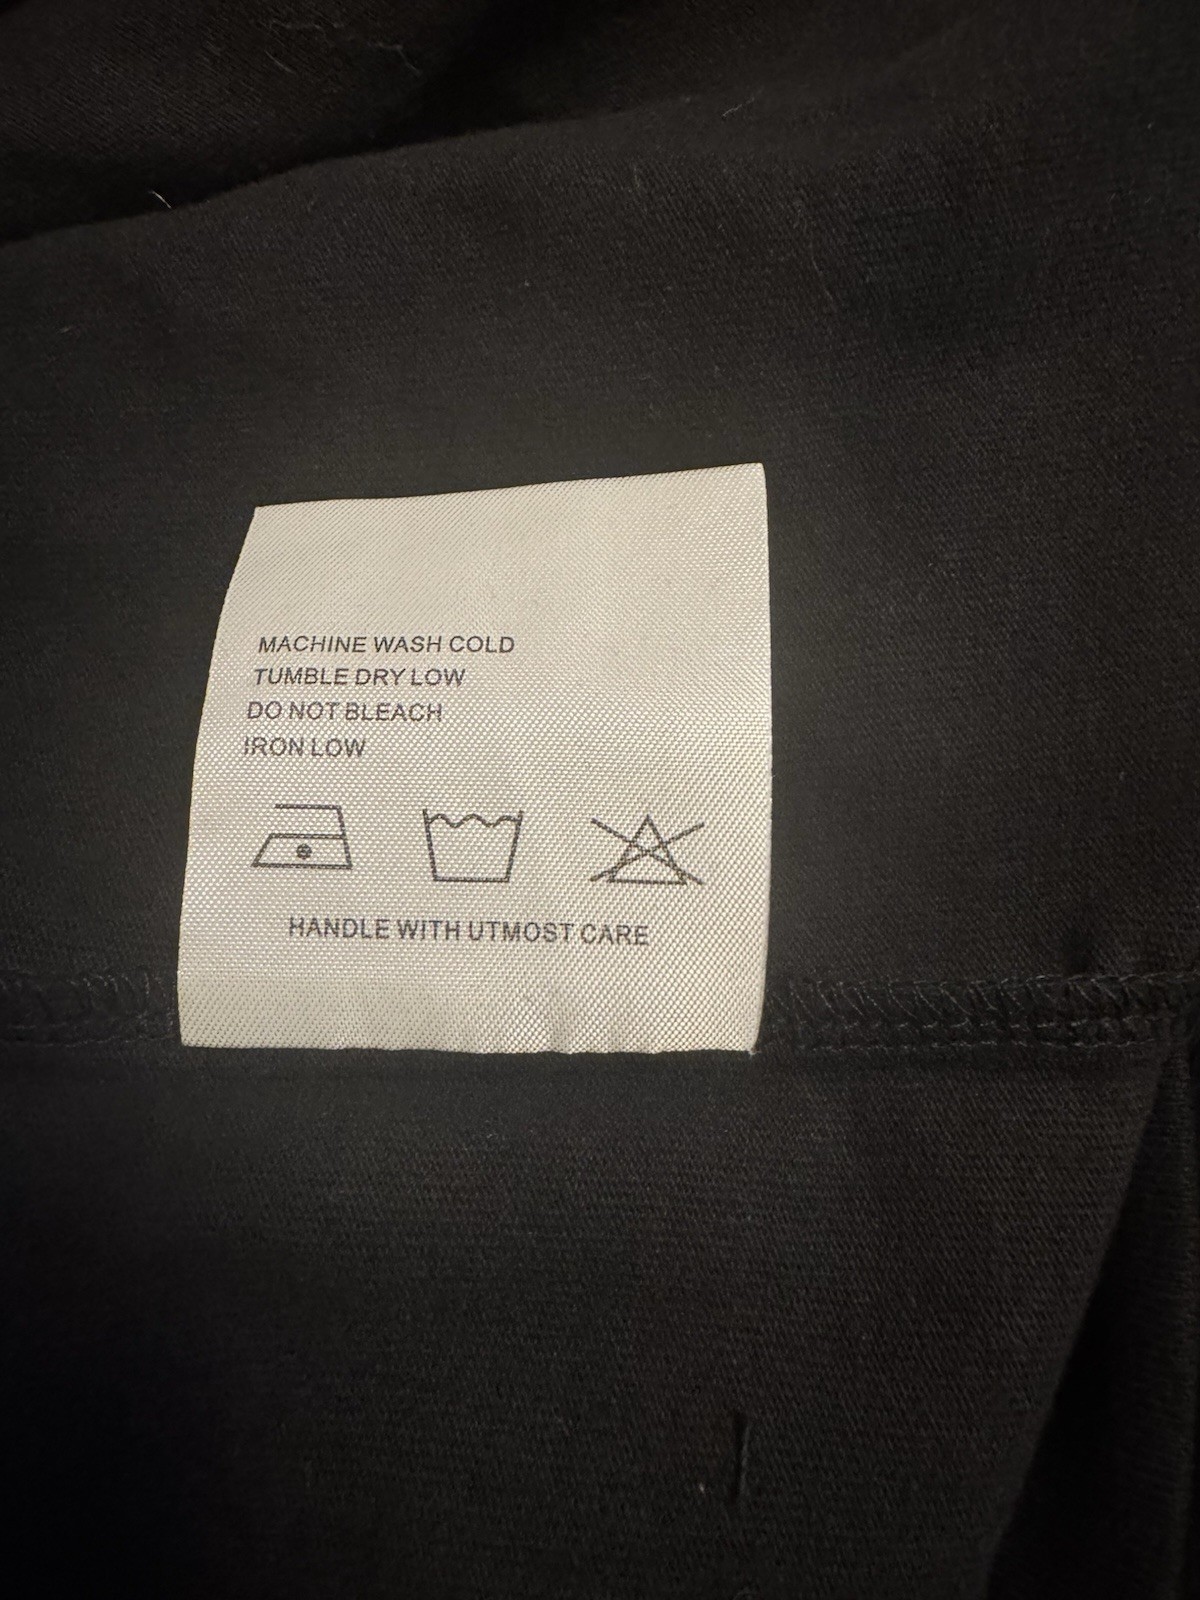 MACHINE WASH COLD
TUMBLE DRY LOW
DO NOT BLEACH
IRON LOW
HANDLE WITH UTMOST CARE